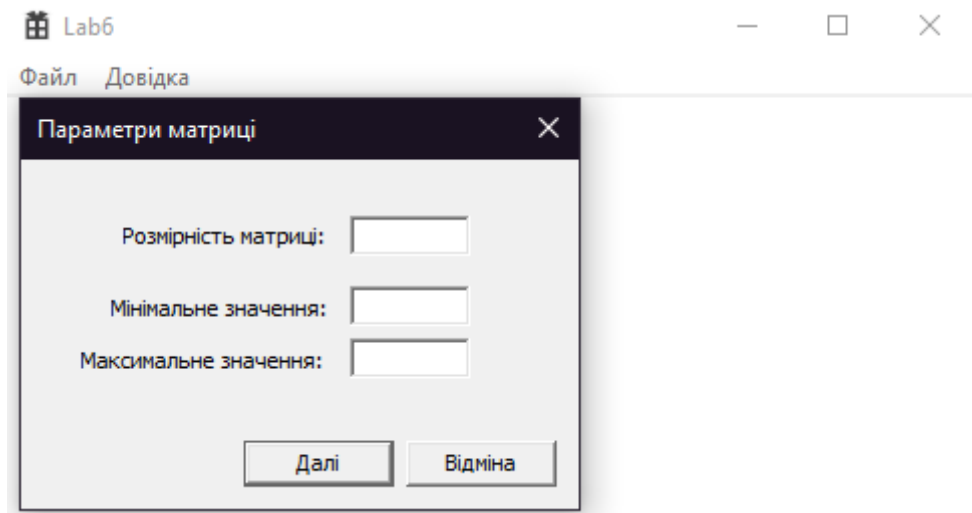 Lab6
Файл Довідка
Параметри матриці
Розмірність матриці:
Мінімальне значення:
Максимальне значення:
Далі Відміна